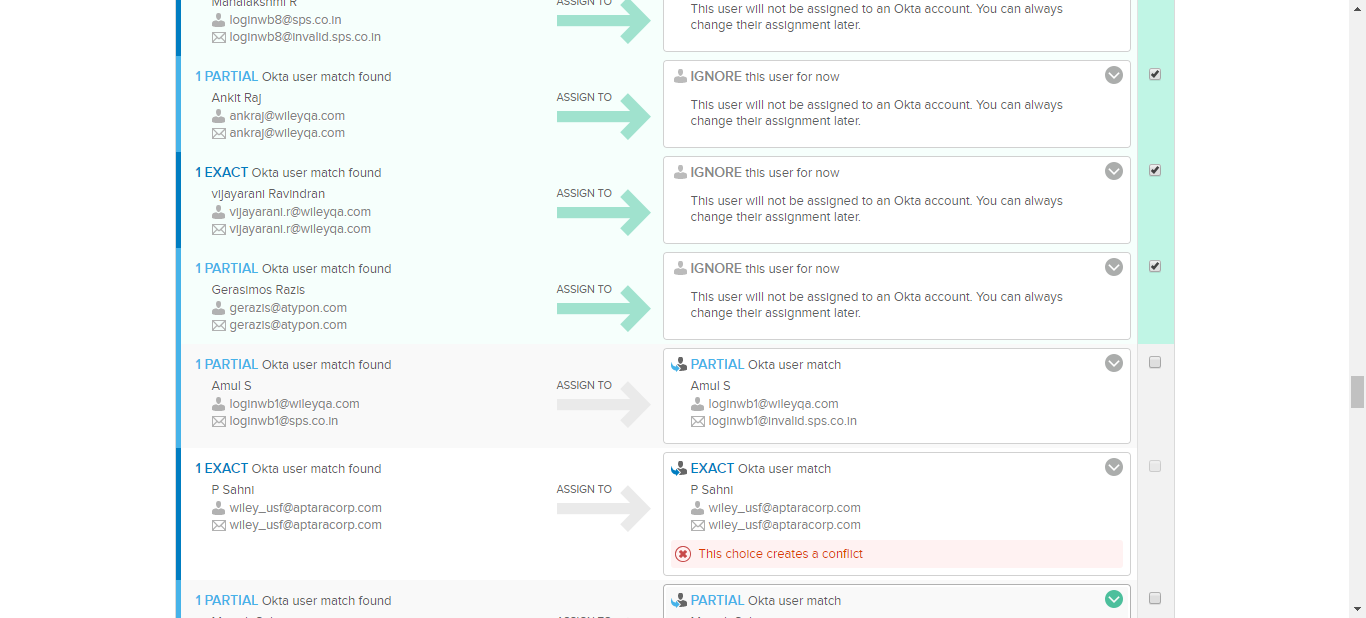 Mahalakshmi R
ASSIGN TO
loginwb8@sps.co.in
loginwb8@invalid.sps.co.in
This user will not be assigned to an Okta account. You can always
change their assignment later.
1 PARTIAL Okta user match found
Ankit Raj
ankraj@wileyqa.com
ankraj@wileyqa.com
ASSIGN TO
IGNORE this user for now
This user will not be assigned to an Okta account. You can always
change their assignment later.
1 EXACT Okta user match found
vijayarani Ravindran
vijayarani.r@wileyqa.com
vijayarani.r@wileyqa.com
ASSIGN TO
IGNORE this user for now
This user will not be assigned to an Okta account. You can always
change their assignment later.
1 PARTIAL Okta user match found
Gerasimos Razis
gerazis@atypon.com
gerazis@atypon.com
ASSIGN TO
IGNORE this user for now
This user will not be assigned to an Okta account. You can always
change their assignment later.
1 PARTIAL Okta user match found
Amul S
loginwb1@wileyqa.com
loginwb1@sps.co.in
ASSIGN TO
PARTIAL Okta user match
Amul S
loginwb1@wileyqa.com
loginwb1@invalid.sps.co.in
1 EXACT Okta user match found
P Sahni
wiley_usf@aptaracorp.com
wiley_usf@aptaracorp.com
ASSIGN TO
EXACT Okta user match
P Sahni
wiley_usf@aptaracorp.com
wiley_usf@aptaracorp.com
This choice creates a conflict
1 PARTIAL Okta user match found
ASSIGN TO
PARTIAL Okta user match